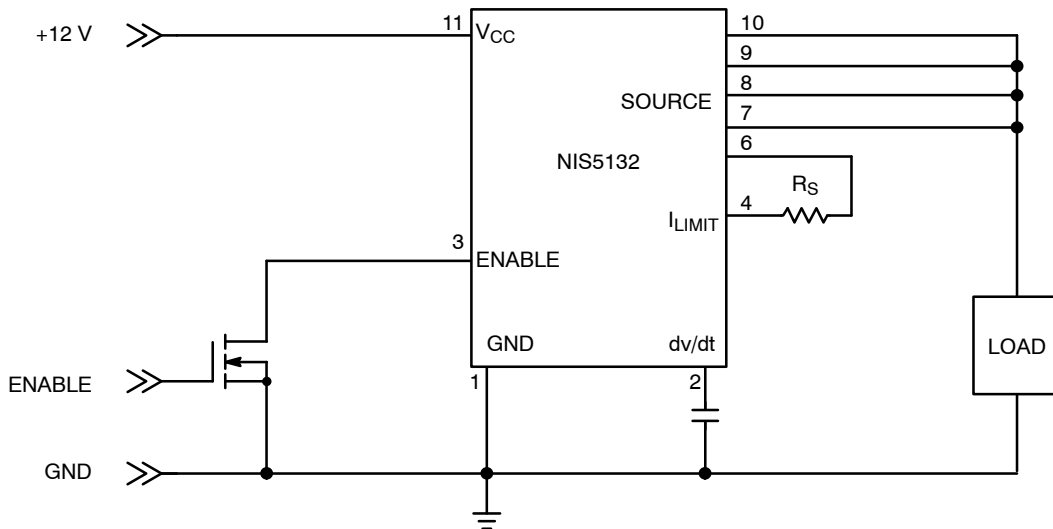 +12 V
11
V_CC
10
9
SOURCE
8
7
NIS5132
6
R_S
4
I_LIMIT
3
ENABLE
GND
dv/dt
LOAD
ENABLE
1
2
GND